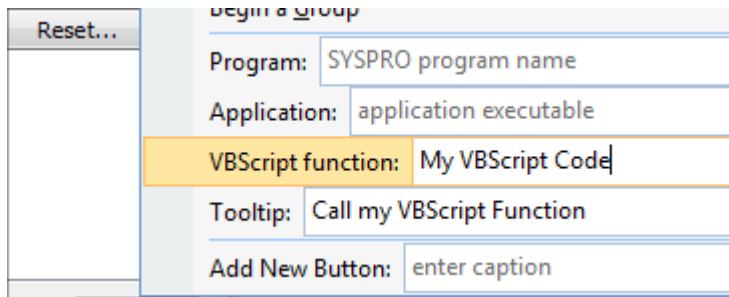 Begin a Group
Reset...
Program: SYSPRO program name
Application: application executable
VBScript function: My VBScript Code
Tooltip: Call my VBScript Function
Add New Button: enter caption